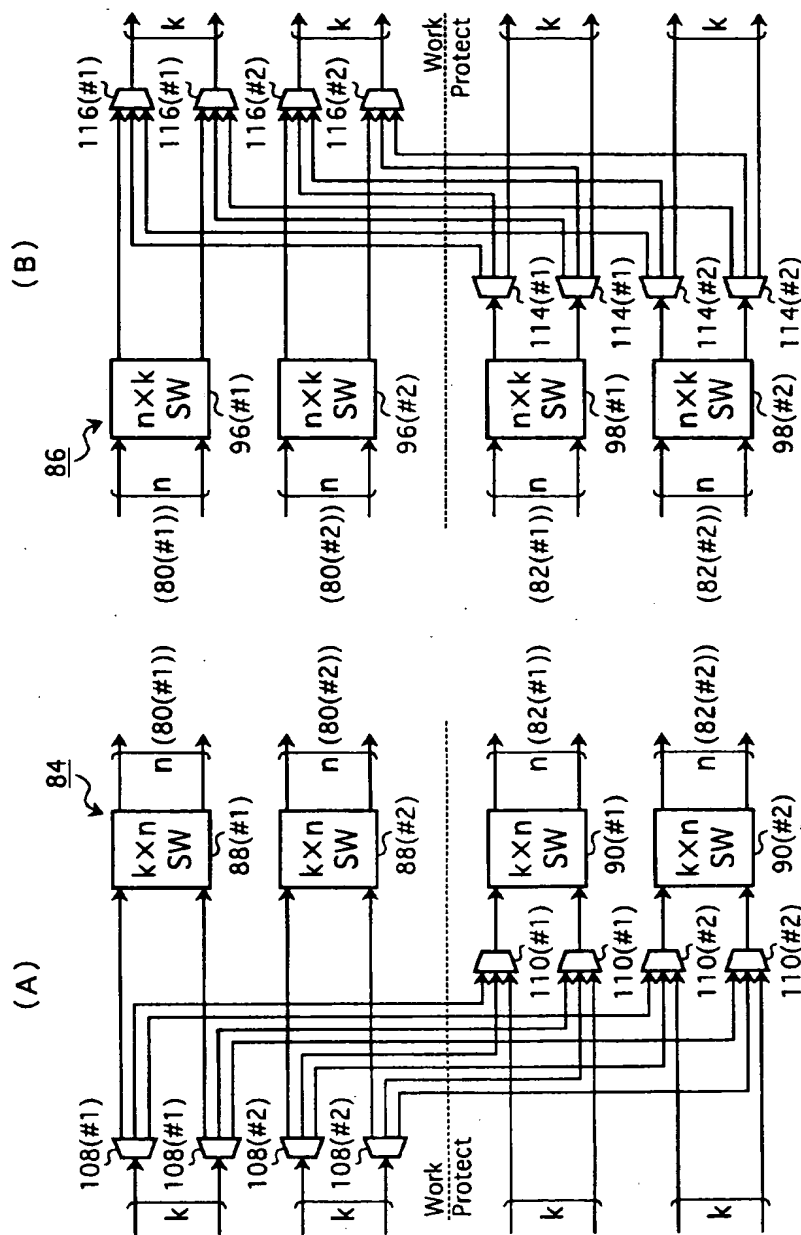 (A)
84
108(#1)
108(#1)
108(#2)
108(#2)
k
k
k
k
Work
Protect
k×n
SW
88(#1)
k×n
SW
88(#2)
k×n
SW
90(#1)
k×n
SW
90(#2)
110(#1)
110(#1)
110(#2)
110(#2)
n (80(#1))
n (80(#2))
n (82(#1))
n (82(#2))
(B)
86
(80(#1)) n
(80(#2)) n
(82(#1)) n
(82(#2)) n
n×k
SW
96(#1)
n×k
SW
96(#2)
n×k
SW
98(#1)
n×k
SW
98(#2)
114(#1)
114(#1)
114(#2)
114(#2)
116(#1)
116(#1)
116(#2)
116(#2)
k
k
k
k
Work
Protect